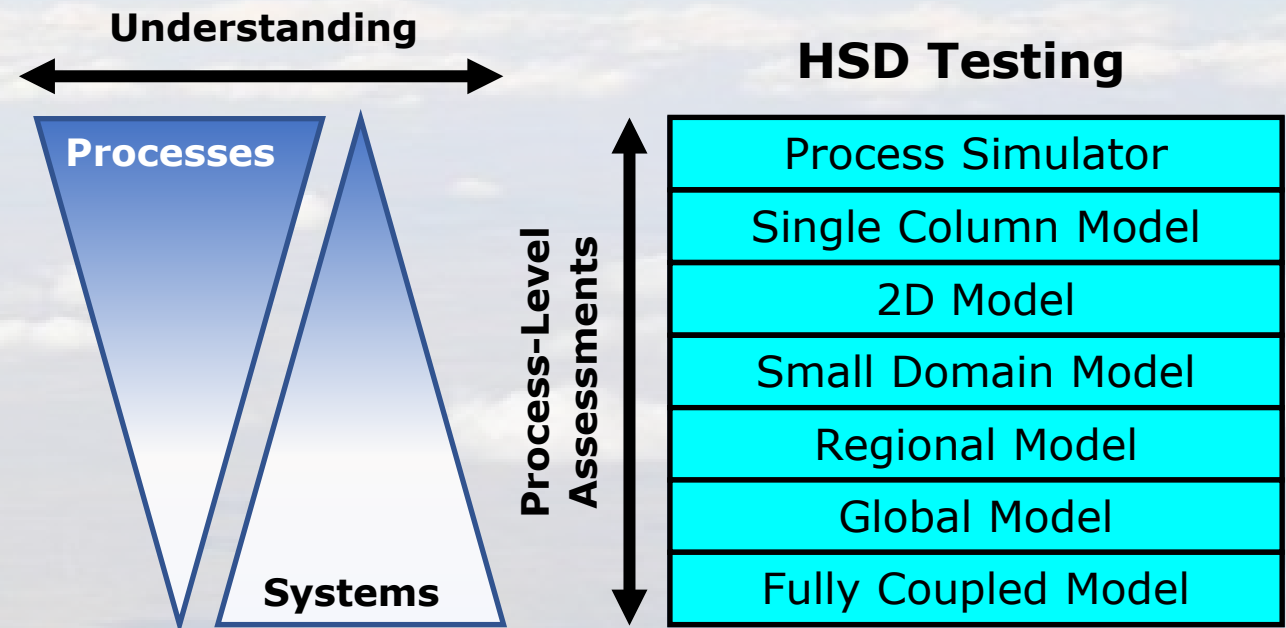 Understanding
Processes
Systems
Process-Level
Assessments
HSD Testing
Process Simulator
Single Column Model
2D Model
Small Domain Model
Regional Model
Global Model
Fully Coupled Model